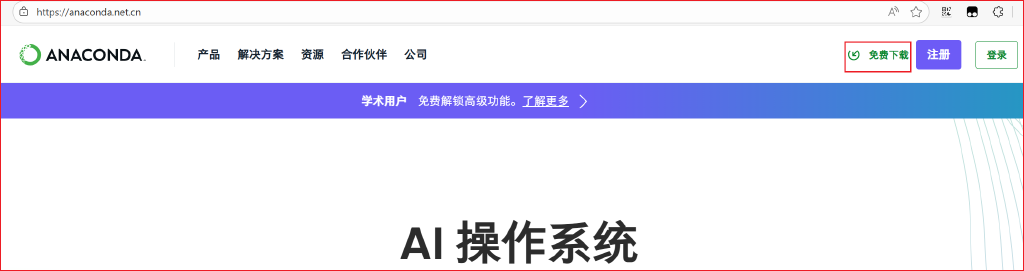 https://anaconda.net.cn
ANACONDA. 产品 解决方案 资源 合作伙伴 公司 免费下载 注册 登录
学术用户 免费解锁高级功能。了解更多
AI 操作系统